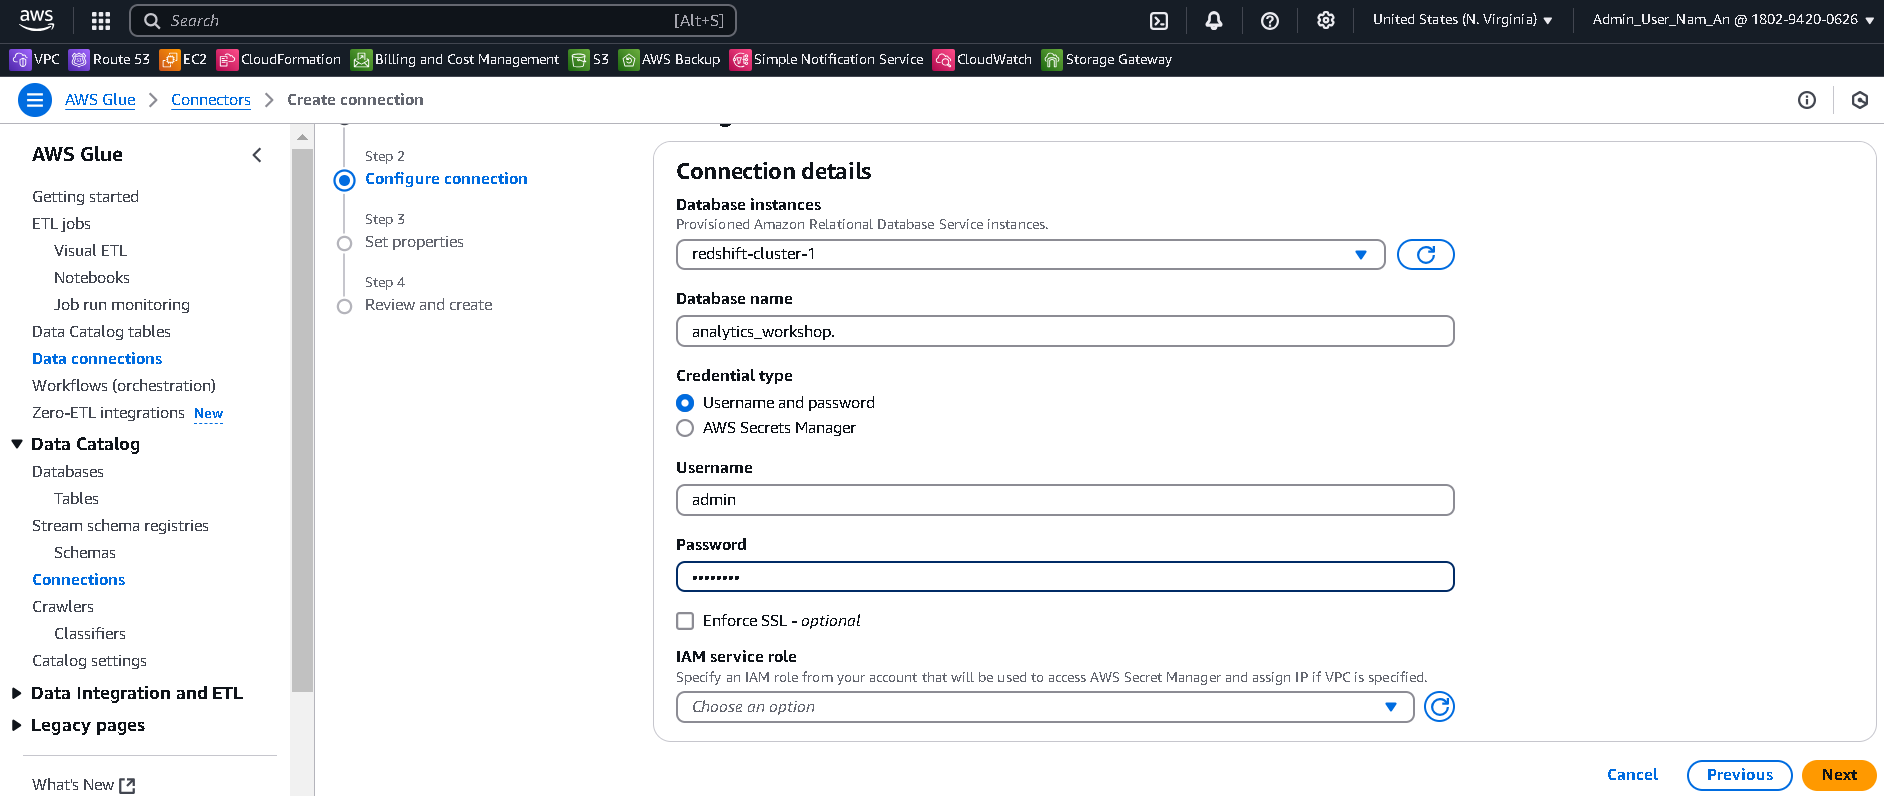 aws
Search [Alt+S]
United States (N. Virginia) ▼
Admin_User_Nam_An @ 1802-9420-0626 ▼
VPC Route 53 EC2 CloudFormation Billing and Cost Management S3 AWS Backup Simple Notification Service CloudWatch Storage Gateway
AWS Glue > Connectors > Create connection
AWS Glue
Getting started
ETL jobs
Visual ETL
Notebooks
Job run monitoring
Data Catalog tables
Data connections
Workflows (orchestration)
Zero-ETL integrations New
Data Catalog
Databases
Tables
Stream schema registries
Schemas
Connections
Crawlers
Classifiers
Catalog settings
Data Integration and ETL
Legacy pages
What's New
Step 2
Configure connection
Step 3
Set properties
Step 4
Review and create
Connection details
Database instances
Provisioned Amazon Relational Database Service instances.
redshift-cluster-1
Database name
analytics_workshop.
Credential type
Username and password
AWS Secrets Manager
Username
admin
Password
••••••••
Enforce SSL - optional
IAM service role
Specify an IAM role from your account that will be used to access AWS Secret Manager and assign IP if VPC is specified.
Choose an option
Cancel
Previous
Next